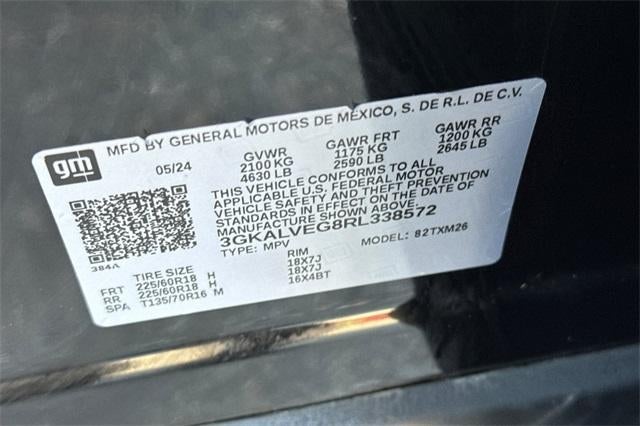 gm
MFD BY GENERAL MOTORS DE MEXICO, S. DE R.L. DE C.V.
05/24 GVWR GAWR FRT GAWR RR
2100 KG 1175 KG 1200 KG
4630 LB 2590 LB 2645 LB
THIS VEHICLE CONFORMS TO ALL
APPLICABLE U.S. FEDERAL MOTOR
VEHICLE SAFETY AND THEFT PREVENTION
STANDARDS IN EFFECT ON THE DATE OF
MANUFACTURE SHOWN ABOVE.
3GKALVEG8RL338572
TYPE: MPV MODEL: 82TXM26
384A
TIRE SIZE RIM
FRT 225/60R18 H 18X7J
RR 225/60R18 H 18X7J
SPA T135/70R16 M 16X4BT